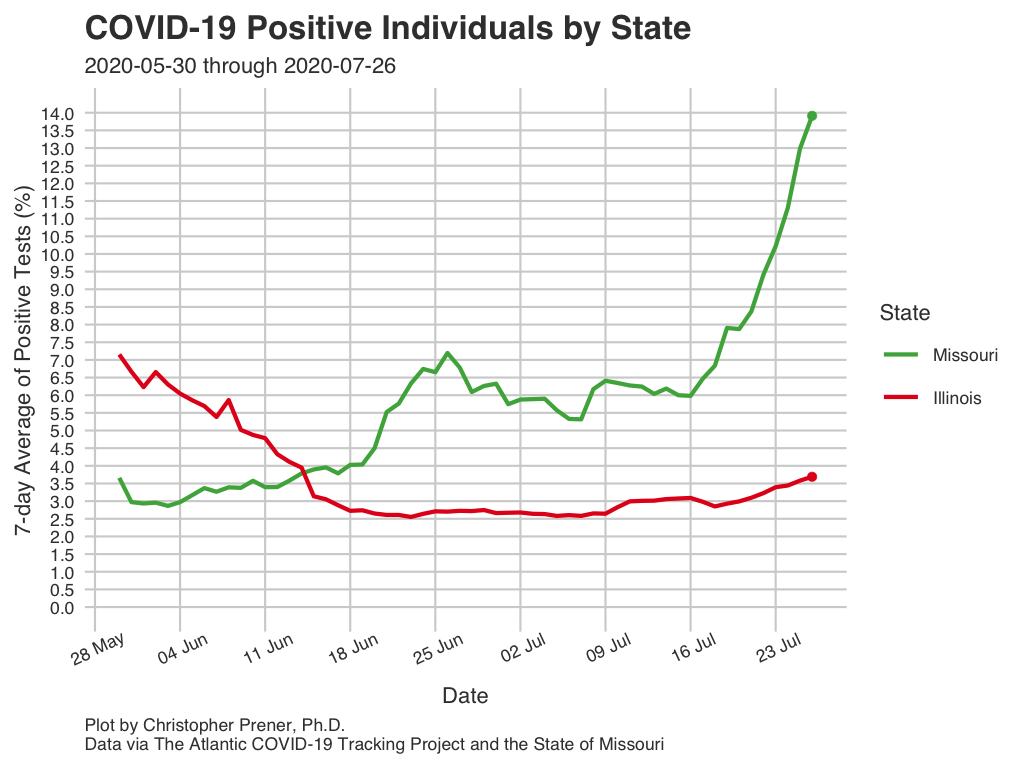 COVID-19 Positive Individuals by State
2020-05-30 through 2020-07-26
7-day Average of Positive Tests (%)
14.0
13.5
13.0
12.5
12.0
11.5
11.0
10.5
10.0
9.5
9.0
8.5
8.0
7.5
7.0
6.5
6.0
5.5
5.0
4.5
4.0
3.5
3.0
2.5
2.0
1.5
1.0
0.5
0.0
28 May
04 Jun
11 Jun
18 Jun
25 Jun
02 Jul
09 Jul
16 Jul
23 Jul
Date
State
Missouri
Illinois
Plot by Christopher Prener, Ph.D.
Data via The Atlantic COVID-19 Tracking Project and the State of Missouri